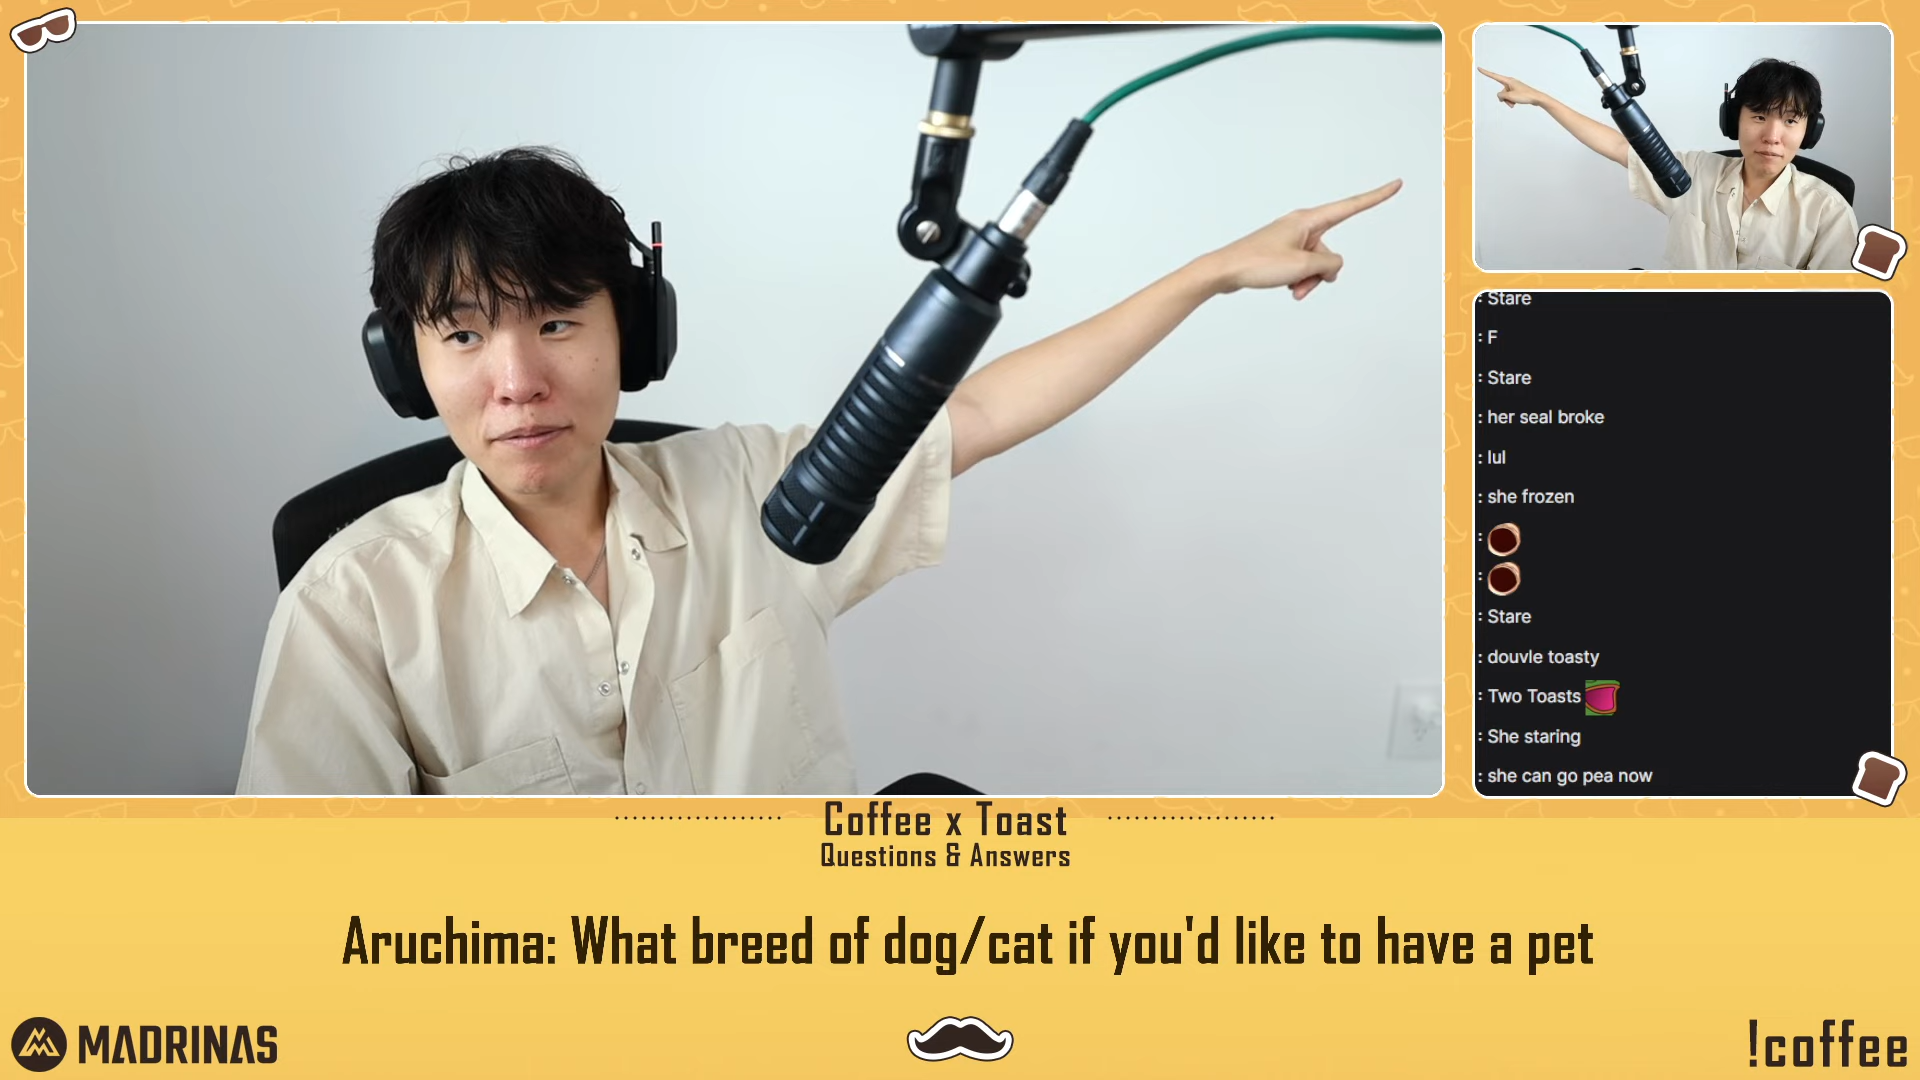 : Stare
: F
: Stare
: her seal broke
: lul
: she frozen
:
:
: Stare
: douvle toasty
: Two Toasts
: She staring
: she can go pea now
Coffee x Toast
Questions & Answers
Aruchima: What breed of dog/cat if you'd like to have a pet
MADRINAS
!coffee